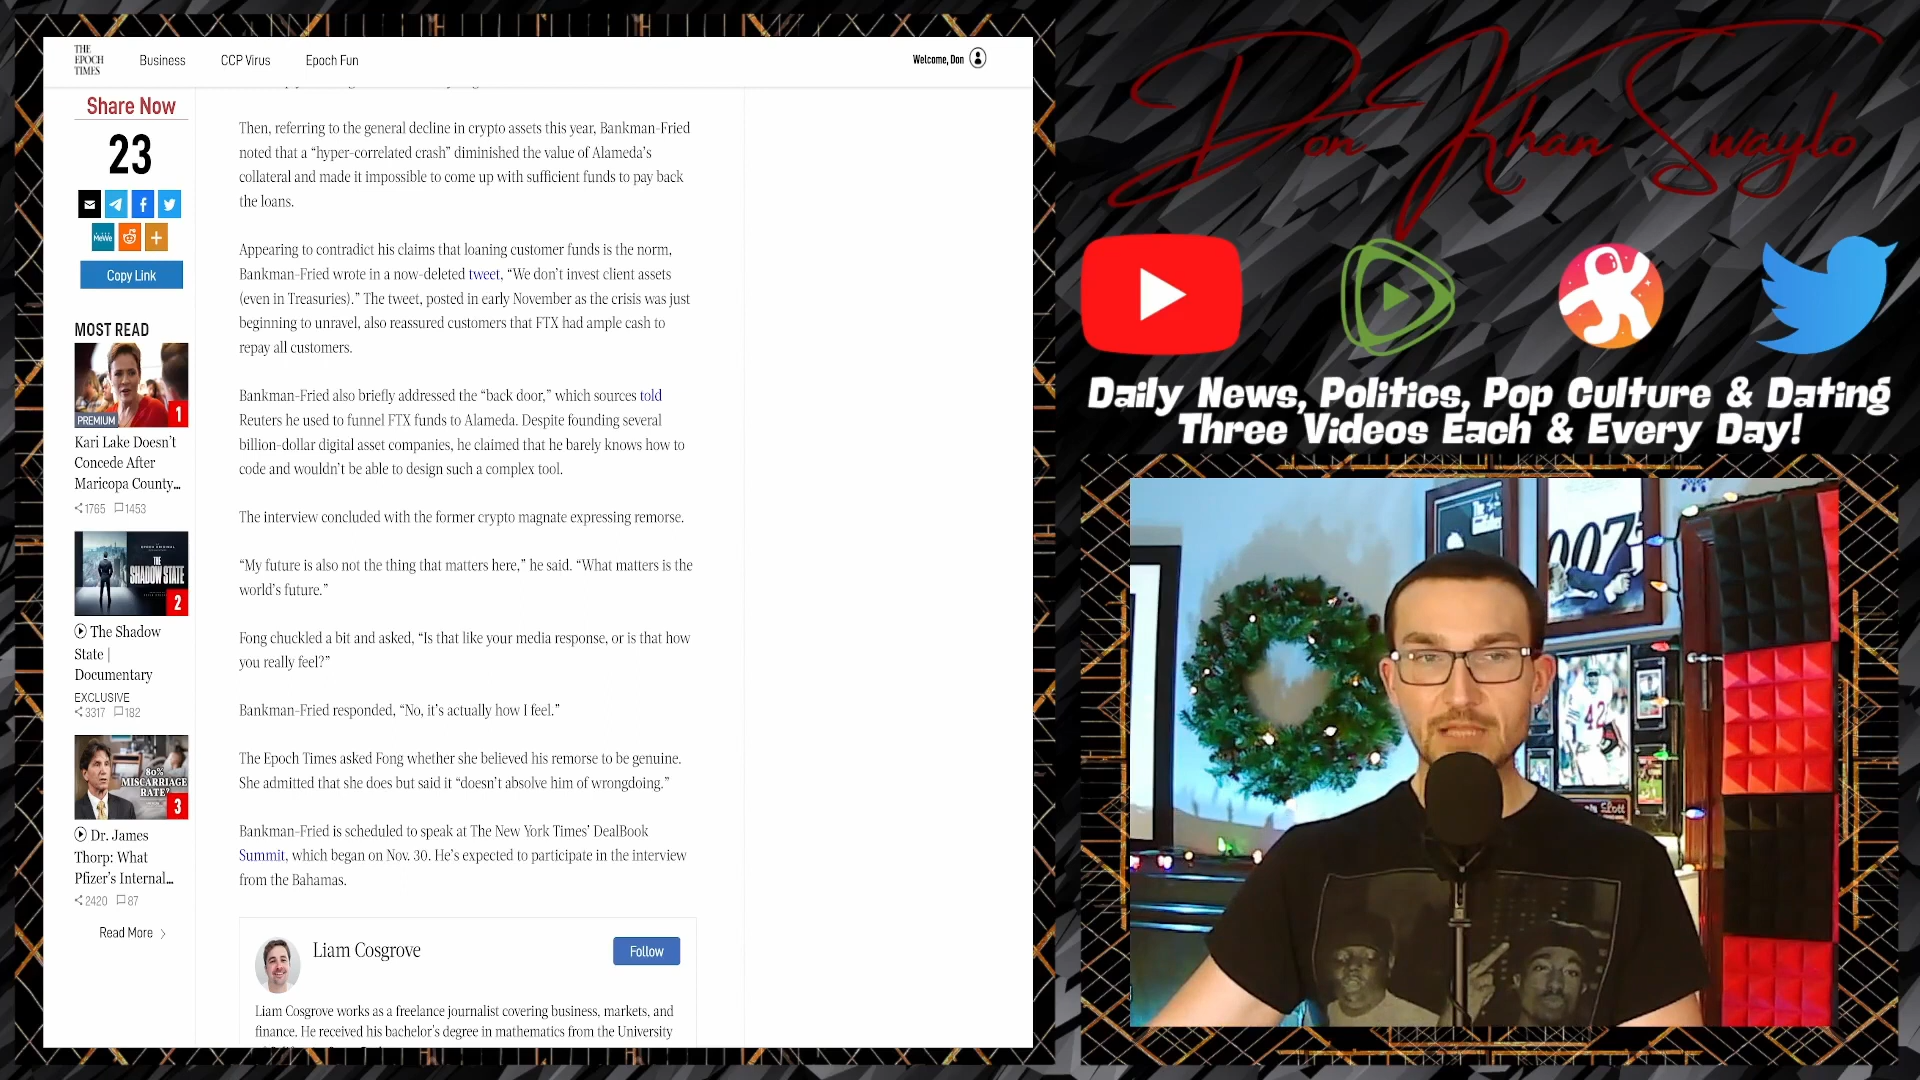 THE
EPOCH
TIMES
Business
CCP Virus
Epoch Fun
Welcome, Don
Share Now
23
MeWe
Copy Link
MOST READ
PREMIUM
1
Kari Lake Doesn't
Concede After
Maricopa County...
1765 1453
THE
SHADOW STATE
2
The Shadow
State |
Documentary
EXCLUSIVE
3317 182
80%
MISCARRIAGE
RATE?
3
Dr. James
Thorp: What
Pfizer's Internal...
2420 87
Read More
Then, referring to the general decline in crypto assets this year, Bankman-Fried
noted that a “hyper-correlated crash” diminished the value of Alameda’s
collateral and made it impossible to come up with sufficient funds to pay back
the loans.
Appearing to contradict his claims that loaning customer funds is the norm,
Bankman-Fried wrote in a now-deleted tweet, “We don’t invest client assets
(even in Treasuries).” The tweet, posted in early November as the crisis was just
beginning to unravel, also reassured customers that FTX had ample cash to
repay all customers.
Bankman-Fried also briefly addressed the “back door,” which sources told
Reuters he used to funnel FTX funds to Alameda. Despite founding several
billion-dollar digital asset companies, he claimed that he barely knows how to
code and wouldn’t be able to design such a complex tool.
The interview concluded with the former crypto magnate expressing remorse.
“My future is also not the thing that matters here,” he said. “What matters is the
world’s future.”
Fong chuckled a bit and asked, “Is that like your media response, or is that how
you really feel?”
Bankman-Fried responded, “No, it’s actually how I feel.”
The Epoch Times asked Fong whether she believed his remorse to be genuine.
She admitted that she does but said it “doesn’t absolve him of wrongdoing.”
Bankman-Fried is scheduled to speak at The New York Times’ DealBook
Summit, which began on Nov. 30. He’s expected to participate in the interview
from the Bahamas.
Liam Cosgrove
Follow
Liam Cosgrove works as a freelance journalist covering business, markets, and
finance. He received his bachelor’s degree in mathematics from the University
Don Khan Swaylo
Daily News, Politics, Pop Culture & Dating
Three Videos Each & Every Day!
007
42